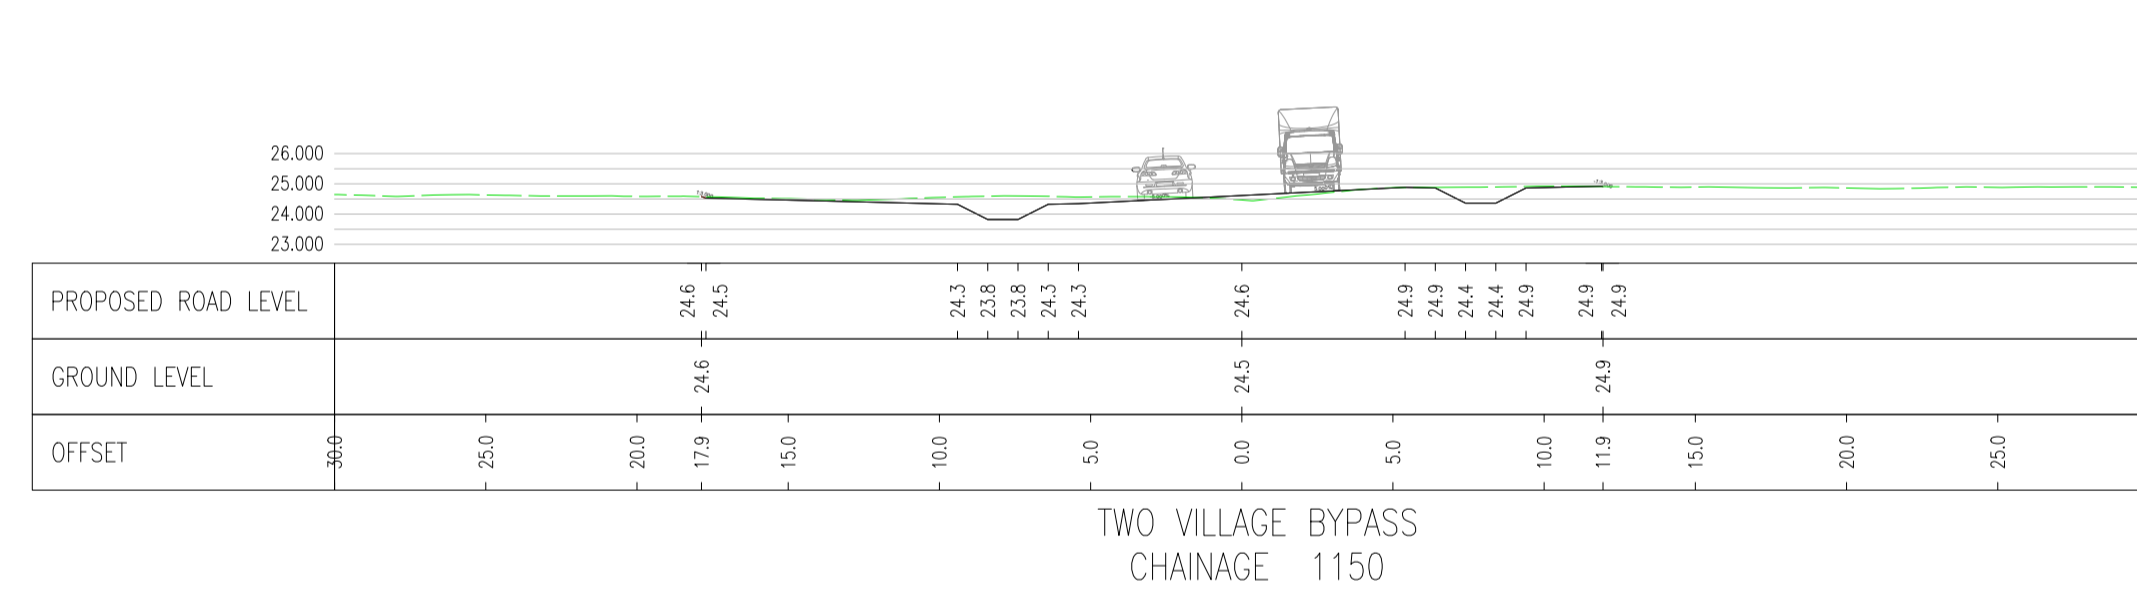 26.000
25.000
24.000
23.000
PROPOSED ROAD LEVEL 24.6 24.5 24.3 23.8 23.8 24.3 24.3 24.6 24.9 24.9 24.4 24.4 24.9 24.9 24.9
GROUND LEVEL 24.6 24.5 24.9
OFFSET 30.0 25.0 20.0 17.9 15.0 10.0 5.0 0.0 5.0 10.0 11.9 15.0 20.0 25.0
TWO VILLAGE BYPASS
CHAINAGE 1150